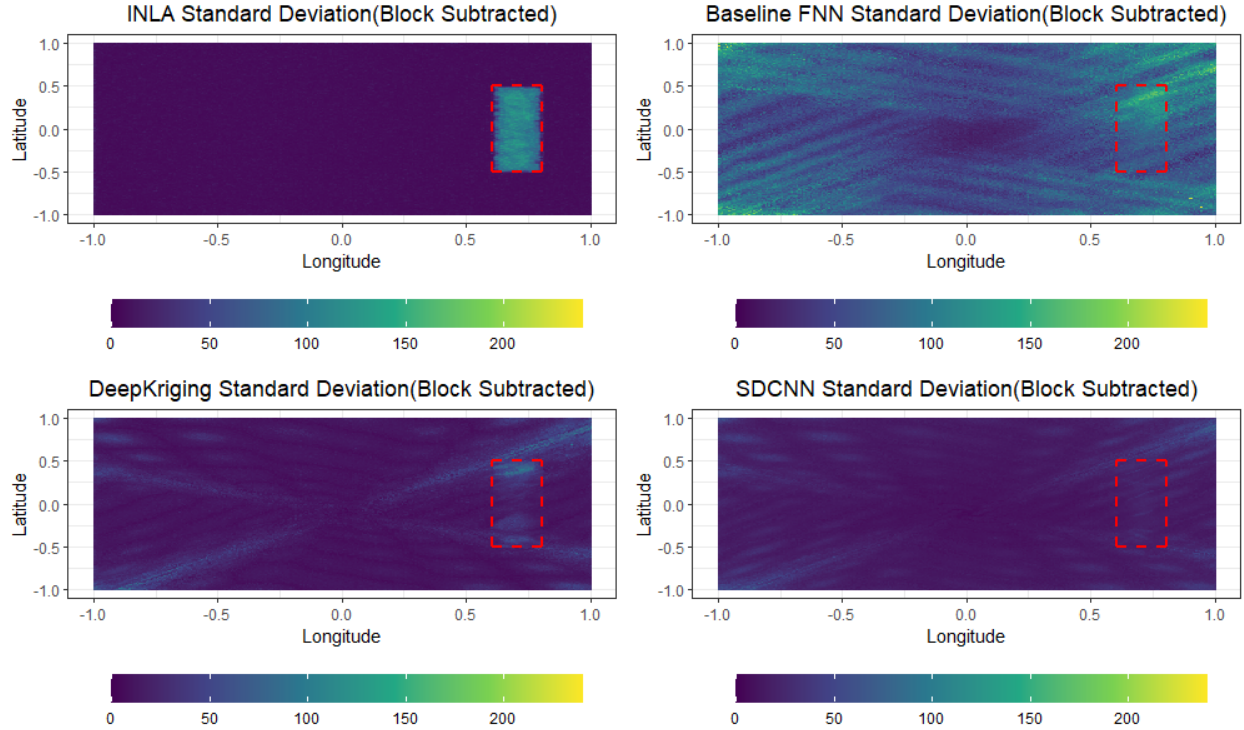 INLA Standard Deviation(Block Subtracted)
1.0
0.5
0.0
-0.5
-1.0
Latitude
-1.0 -0.5 0.0 0.5 1.0
Longitude
0 50 100 150 200
Baseline FNN Standard Deviation(Block Subtracted)
1.0
0.5
0.0
-0.5
-1.0
Latitude
-1.0 -0.5 0.0 0.5 1.0
Longitude
0 50 100 150 200
DeepKriging Standard Deviation(Block Subtracted)
1.0
0.5
0.0
-0.5
-1.0
Latitude
-1.0 -0.5 0.0 0.5 1.0
Longitude
0 50 100 150 200
SDCNN Standard Deviation(Block Subtracted)
1.0
0.5
0.0
-0.5
-1.0
Latitude
-1.0 -0.5 0.0 0.5 1.0
Longitude
0 50 100 150 200